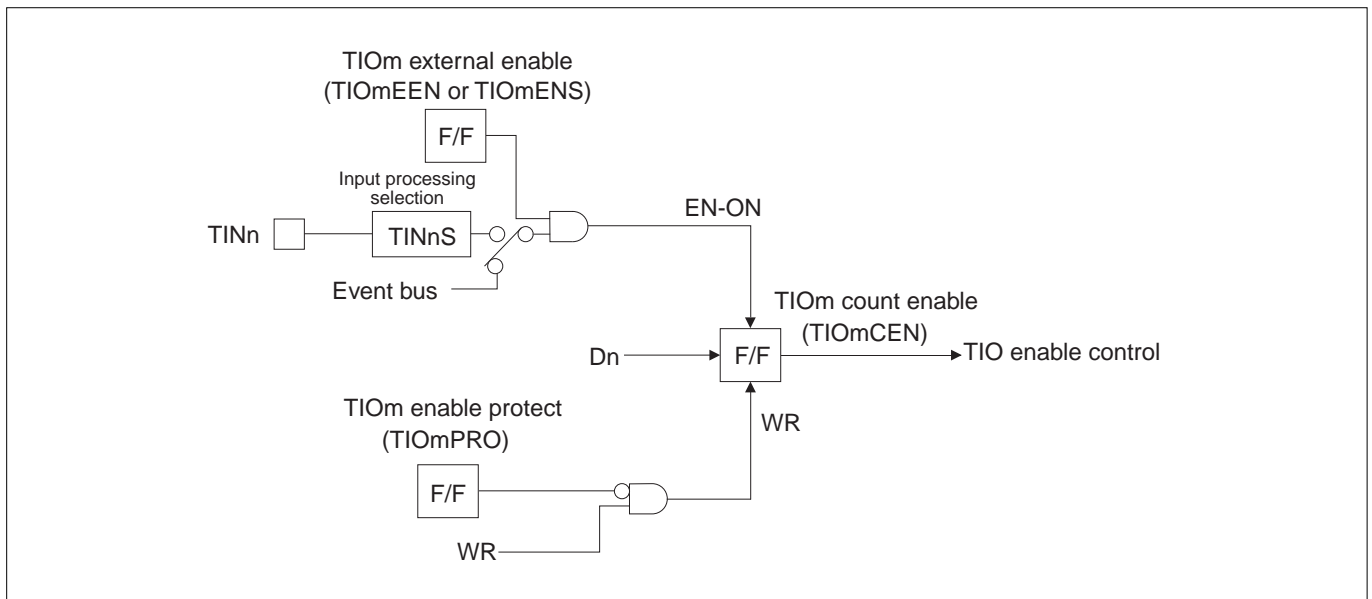 TIOm external enable
(TIOmEEN or TIOmENS)
F/F
Input processing
selection
TINn
TINnS
EN-ON
Event bus
TIOm count enable
(TIOmCEN)
Dn
F/F
TIO enable control
TIOm enable protect
(TIOmPRO)
WR
F/F
WR